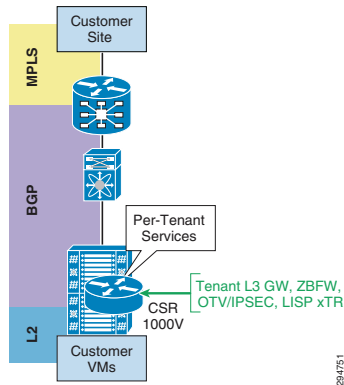 Customer
Site
MPLS
BGP
Per-Tenant
Services
Tenant L3 GW, ZBFW,
OTV/IPSEC, LISP xTR
CSR
1000V
L2
Customer
VMs
294751